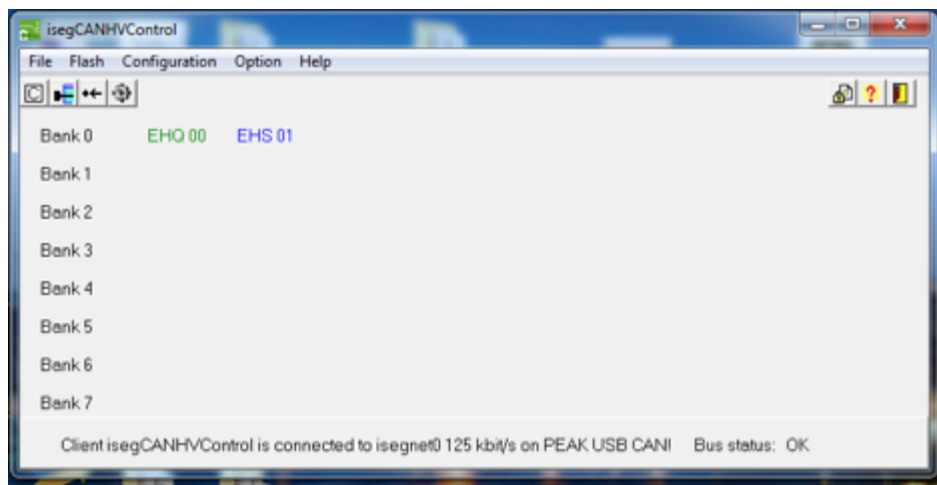 isegCANHVControl
File Flash Configuration Option Help
Bank 0 EHQ 00 EHS 01
Bank 1
Bank 2
Bank 3
Bank 4
Bank 5
Bank 6
Bank 7
Client isegCANHVControl is connected to isegnet0 125 kbit/s on PEAK USB CAN! Bus status: OK